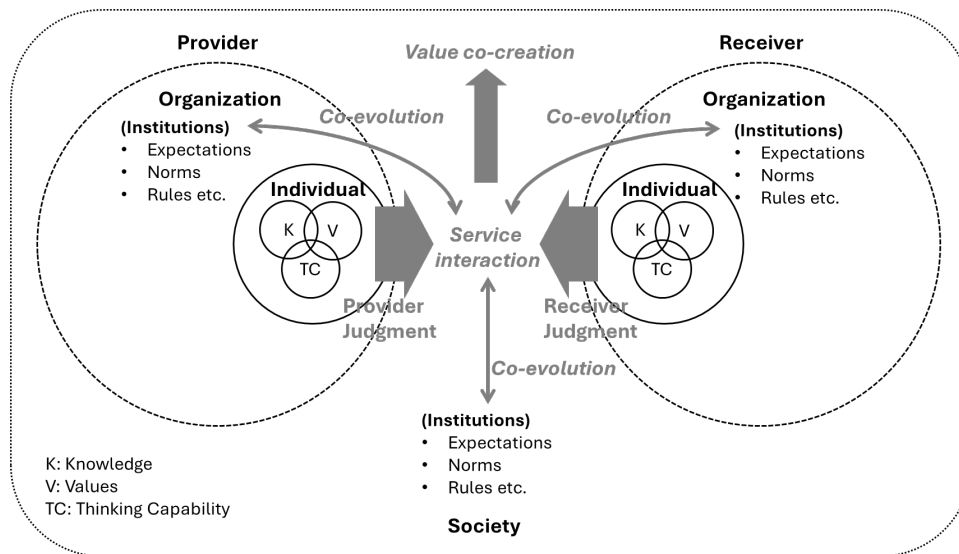 Provider
Receiver
Value co-creation
Organization
(Institutions)
• Expectations
• Norms
• Rules etc.
Co-evolution
Co-evolution
Organization
(Institutions)
• Expectations
• Norms
• Rules etc.
Individual
K
V
TC
Service
interaction
Individual
K
V
TC
Provider
Judgment
Receiver
Judgment
Co-evolution
(Institutions)
• Expectations
• Norms
• Rules etc.
K: Knowledge
V: Values
TC: Thinking Capability
Society